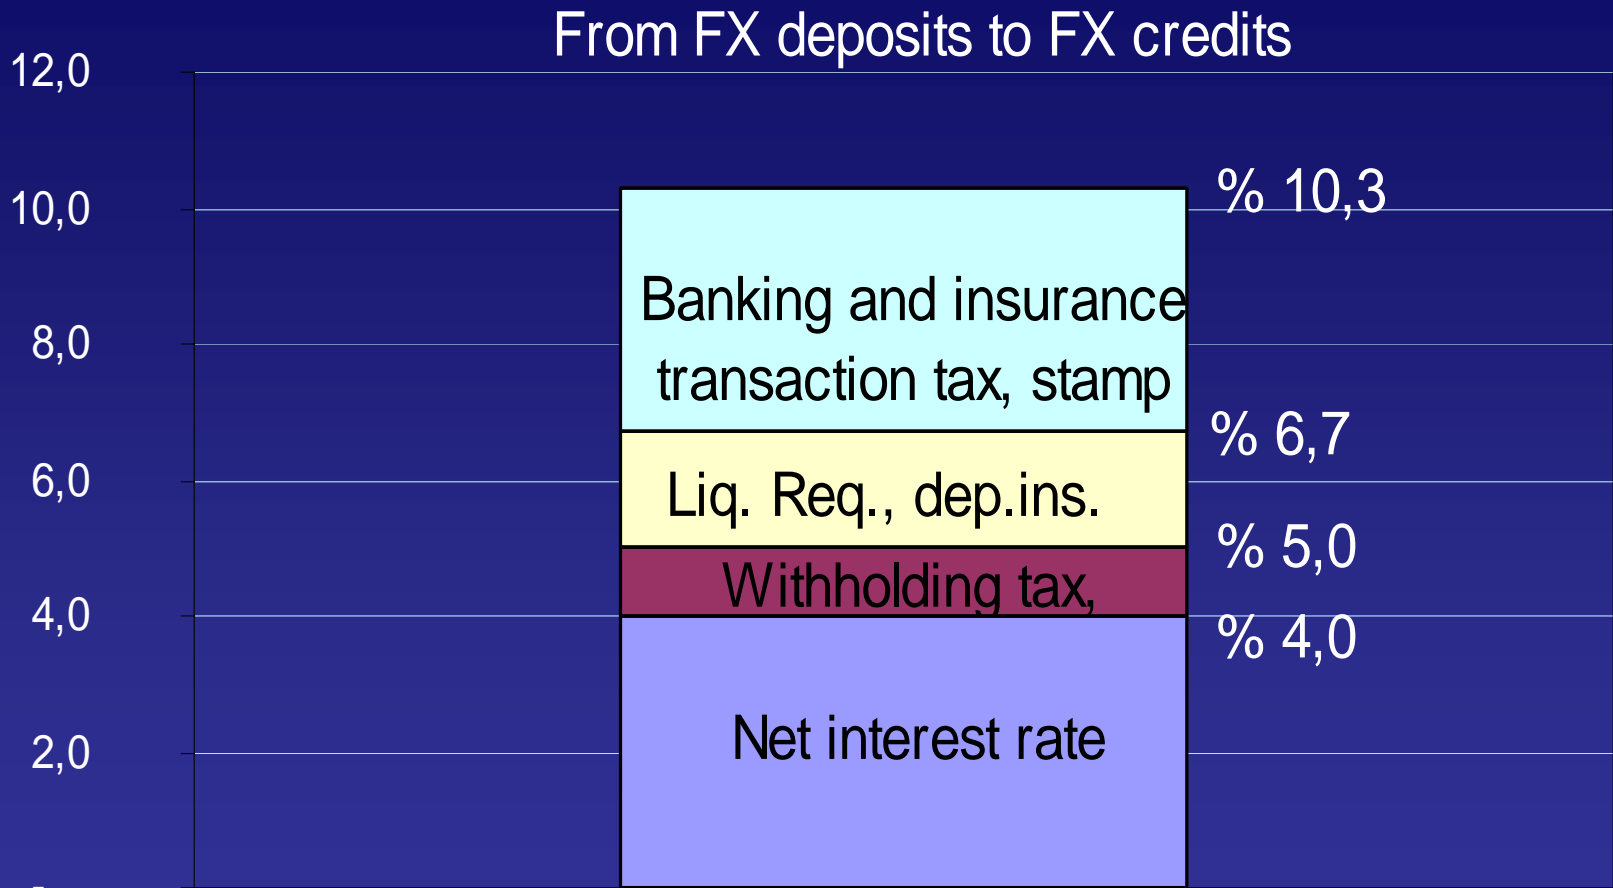 From FX deposits to FX credits
12,0
10,0
8,0
6,0
4,0
2,0
% 10,3
Banking and insurance
transaction tax, stamp
% 6,7
Liq. Req., dep.ins.
% 5,0
Withholding tax,
% 4,0
Net interest rate